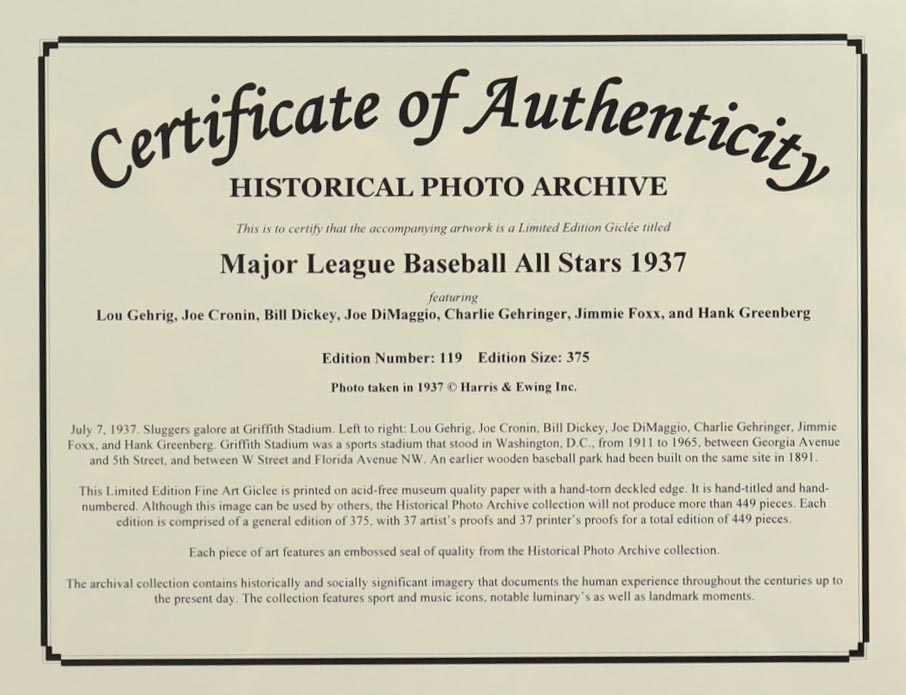 Certificate of Authenticity
HISTORICAL PHOTO ARCHIVE
This is to certify that the accompanying artwork is a Limited Edition Giclée titled
Major League Baseball All Stars 1937
featuring
Lou Gehrig, Joe Cronin, Bill Dickey, Joe DiMaggio, Charlie Gehringer, Jimmie Foxx, and Hank Greenberg
Edition Number: 119 Edition Size: 375
Photo taken in 1937 © Harris & Ewing Inc.
July 7, 1937. Sluggers galore at Griffith Stadium. Left to right: Lou Gehrig, Joe Cronin, Bill Dickey, Joe DiMaggio, Charlie Gehringer, Jimmie
Foxx, and Hank Greenberg. Griffith Stadium was a sports stadium that stood in Washington, D.C., from 1911 to 1965, between Georgia Avenue
and 5th Street, and between W Street and Florida Avenue NW. An earlier wooden baseball park had been built on the same site in 1891.
This Limited Edition Fine Art Giclee is printed on acid-free museum quality paper with a hand-torn deckled edge. It is hand-titled and hand-
numbered. Although this image can be used by others, the Historical Photo Archive collection will not produce more than 449 pieces. Each
edition is comprised of a general edition of 375, with 37 artist's proofs and 37 printer's proofs for a total edition of 449 pieces.
Each piece of art features an embossed seal of quality from the Historical Photo Archive collection.
The archival collection contains historically and socially significant imagery that documents the human experience throughout the centuries up to
the present day. The collection features sport and music icons, notable luminary's as well as landmark moments.